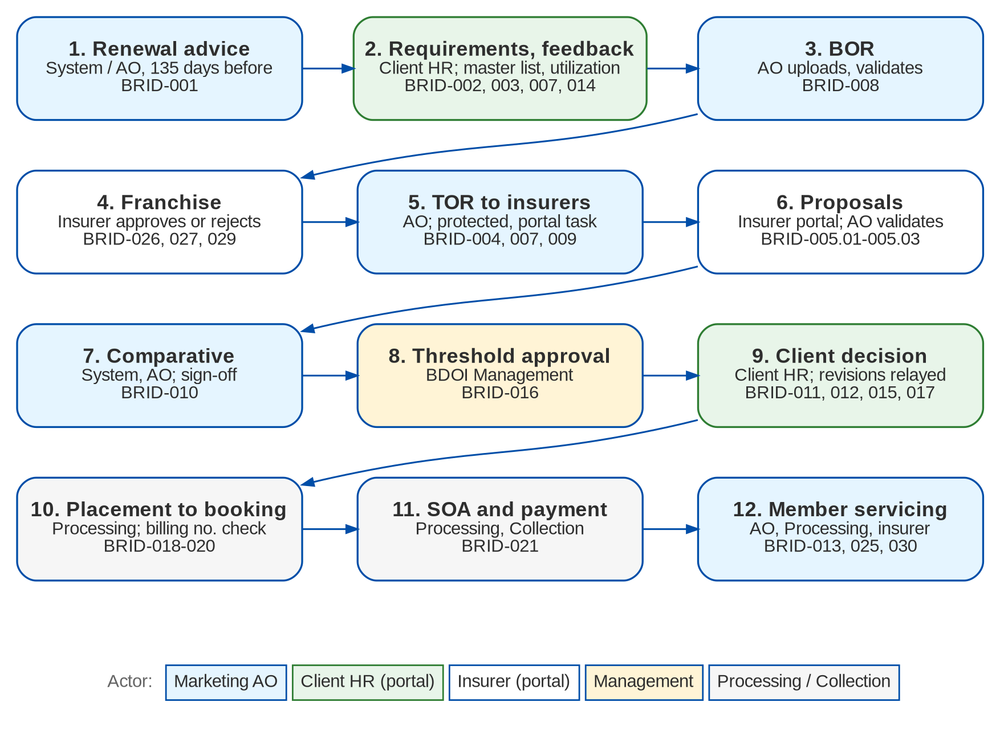 1. Renewal advice
System / AO, 135 days before
BRID-001
2. Requirements, feedback
Client HR; master list, utilization
BRID-002, 003, 007, 014
3. BOR
AO uploads, validates
BRID-008
4. Franchise
Insurer approves or rejects
BRID-026, 027, 029
5. TOR to insurers
AO; protected, portal task
BRID-004, 007, 009
6. Proposals
Insurer portal; AO validates
BRID-005.01-005.03
7. Comparative
System, AO; sign-off
BRID-010
8. Threshold approval
BDOI Management
BRID-016
9. Client decision
Client HR; revisions relayed
BRID-011, 012, 015, 017
10. Placement to booking
Processing; billing no. check
BRID-018-020
11. SOA and payment
Processing, Collection
BRID-021
12. Member servicing
AO, Processing, insurer
BRID-013, 025, 030
Actor:
Marketing AO
Client HR (portal)
Insurer (portal)
Management
Processing / Collection